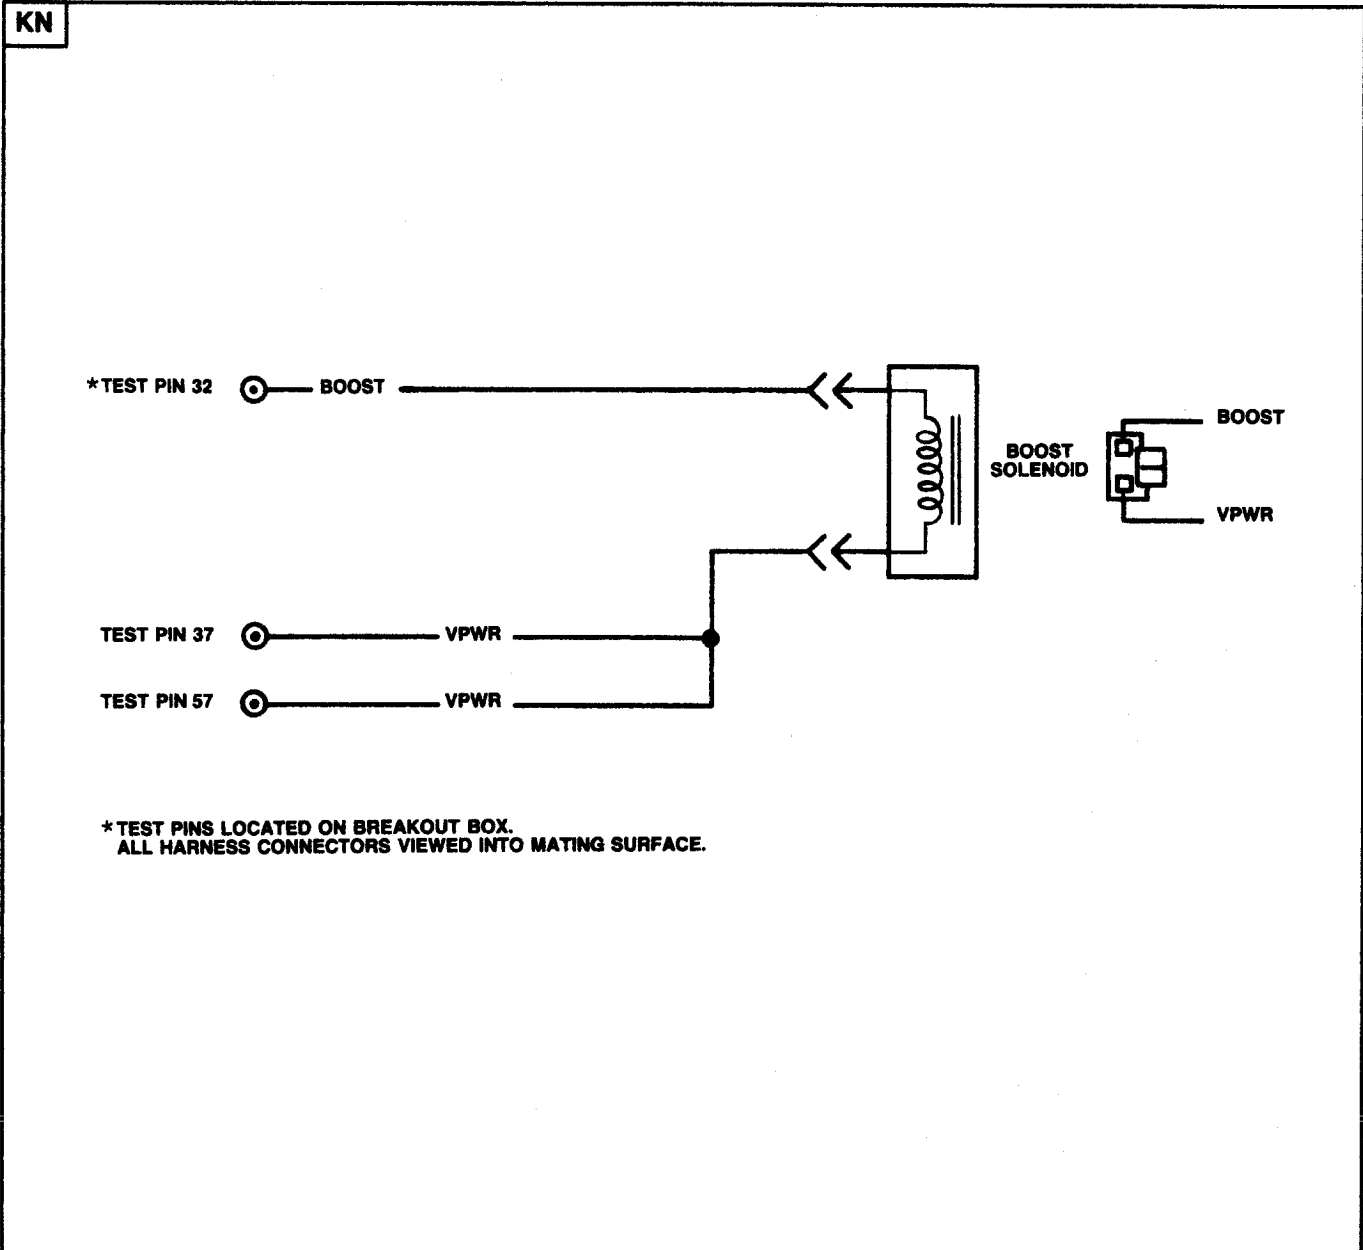 KN
*TEST PIN 32
BOOST
BOOST
SOLENOID
BOOST
VPWR
TEST PIN 37
VPWR
TEST PIN 57
VPWR
*TEST PINS LOCATED ON BREAKOUT BOX.
ALL HARNESS CONNECTORS VIEWED INTO MATING SURFACE.